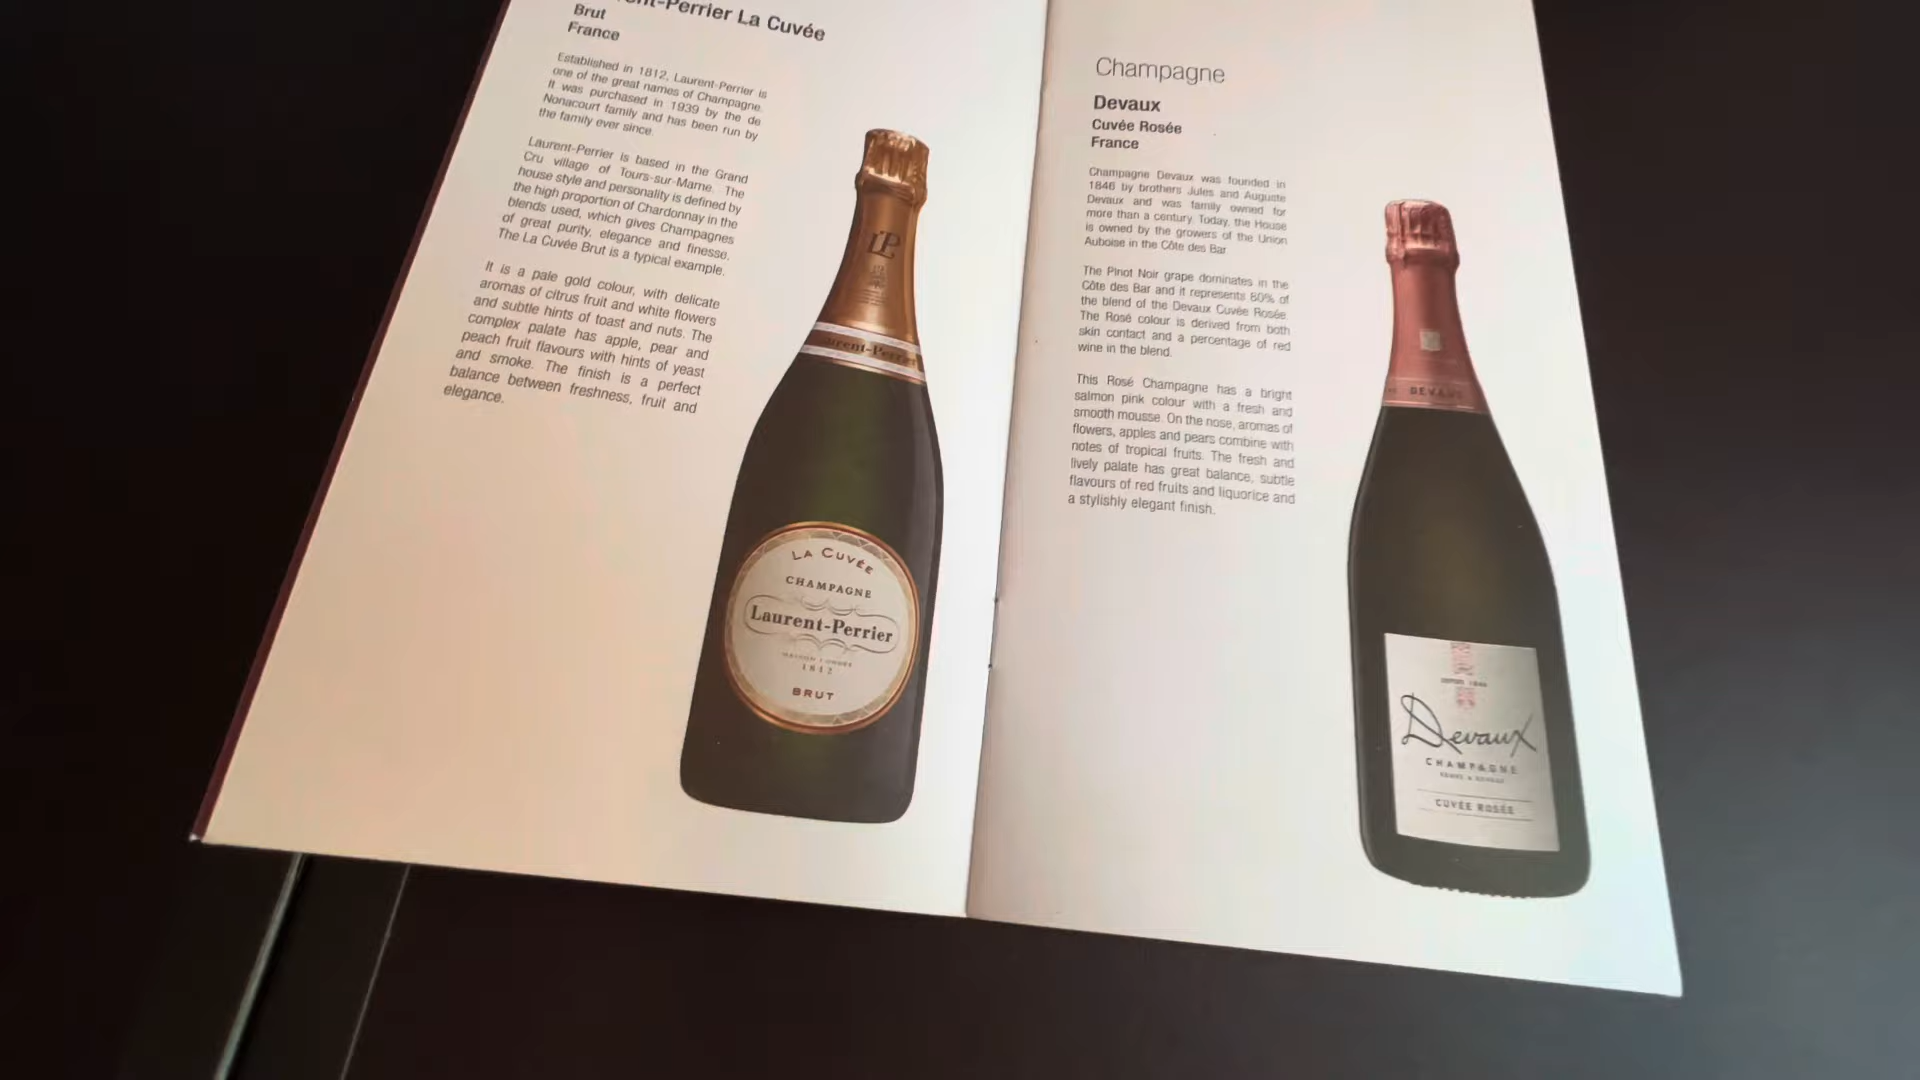 ent-Perrier La Cuvée
Brut
France
Established in 1812, Laurent-Perrier is
one of the great names of Champagne.
It was purchased in 1939 by the de
Nonacourt family and has been run by
the family ever since.
Laurent-Perrier is based in the Grand
Cru village of Tours-sur-Marne. The
house style and personality is defined by
the high proportion of Chardonnay in the
blends used, which gives Champagnes
of great purity, elegance and finesse.
The La Cuvée Brut is a typical example.
It is a pale gold colour, with delicate
aromas of citrus fruit and white flowers
and subtle hints of toast and nuts. The
complex palate has apple, pear and
peach fruit flavours with hints of yeast
and smoke. The finish is a perfect
balance between freshness, fruit and
elegance.
LP
urent-Perrier
LA CUVÉE
CHAMPAGNE
Laurent-Perrier
MAISON FONDÉE
1812
BRUT
Champagne
Devaux
Cuvée Rosée
France
Champagne Devaux was founded in
1846 by brothers Jules and Auguste
Devaux and was family owned for
more than a century. Today, the House
is owned by the growers of the Union
Auboise in the Côte des Bar.
The Pinot Noir grape dominates in the
Côte des Bar and it represents 80% of
the blend of the Devaux Cuvée Rosée.
The Rosé colour is derived from both
skin contact and a percentage of red
wine in the blend.
This Rosé Champagne has a bright
salmon pink colour with a fresh and
smooth mousse. On the nose, aromas of
flowers, apples and pears combine with
notes of tropical fruits. The fresh and
lively palate has great balance, subtle
flavours of red fruits and liquorice and
a stylishly elegant finish.
DEVAUX
DEPUIS 1846
Devaux
CHAMPAGNE
CUVÉE ROSÉE